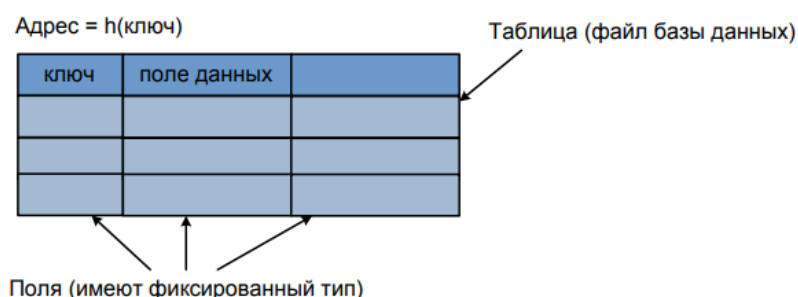 Адрес = h(ключ)
Таблица (файл базы данных)
ключ
поле данных
Поля (имеют фиксированный тип)